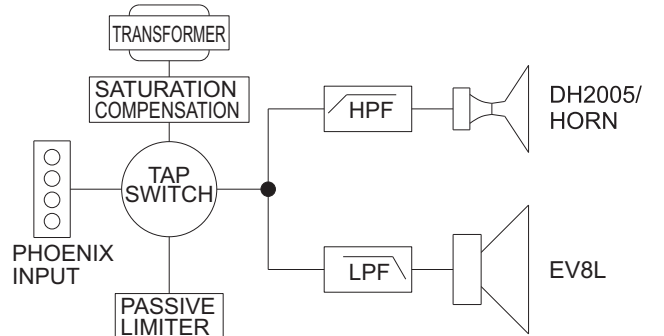 TRANSFORMER
SATURATION
COMPENSATION
HPF
DH2005/
HORN
TAP
SWITCH
PHOENIX
INPUT
LPF
EV8L
PASSIVE
LIMITER